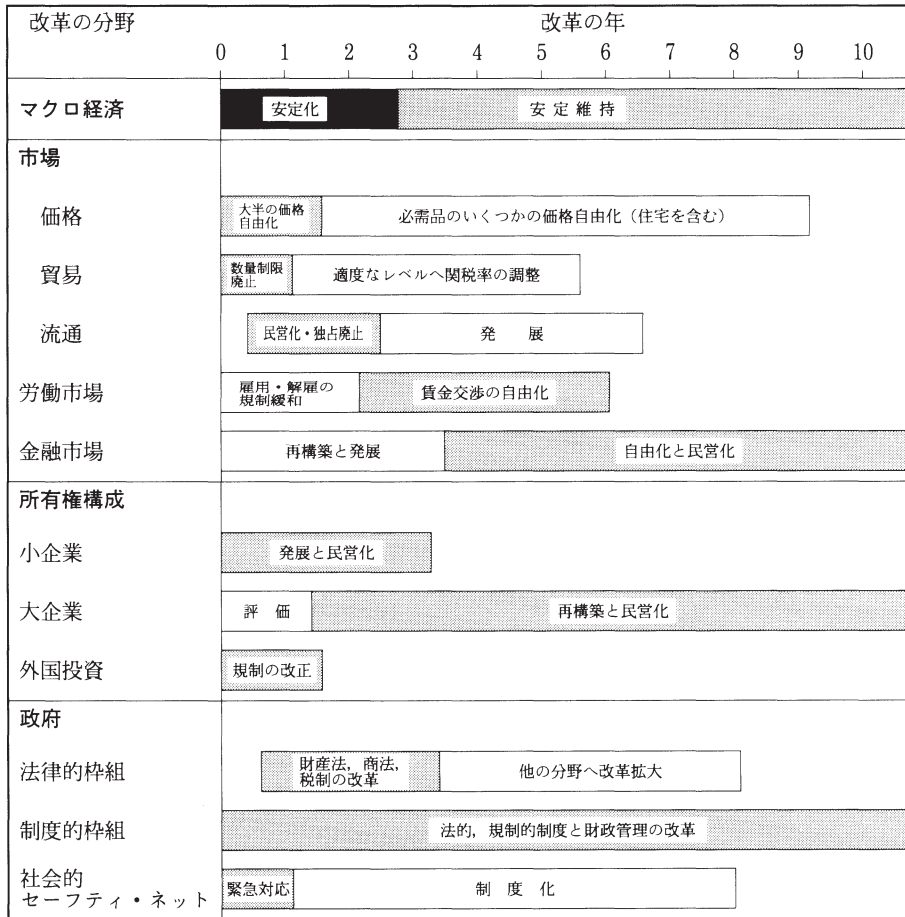 改革の分野 改革の年
0 1 2 3 4 5 6 7 8 9 10
マクロ経済 安定化 安定維持
市場
価格 大半の価格
自由化 必需品のいくつかの価格自由化（住宅を含む）
貿易 数量制限
廃止 適度なレベルへ関税率の調整
流通 民営化・独占廃止 発展
労働市場 雇用・解雇の
規制緩和 賃金交渉の自由化
金融市場 再構築と発展 自由化と民営化
所有権構成
小企業 発展と民営化
大企業 評価 再構築と民営化
外国投資 規制の改正
政府
法律的枠組 財産法，商法，
税制の改革 他の分野へ改革拡大
制度的枠組 法的，規制的制度と財政管理の改革
社会的
セーフティ・ネット 緊急対応 制度化